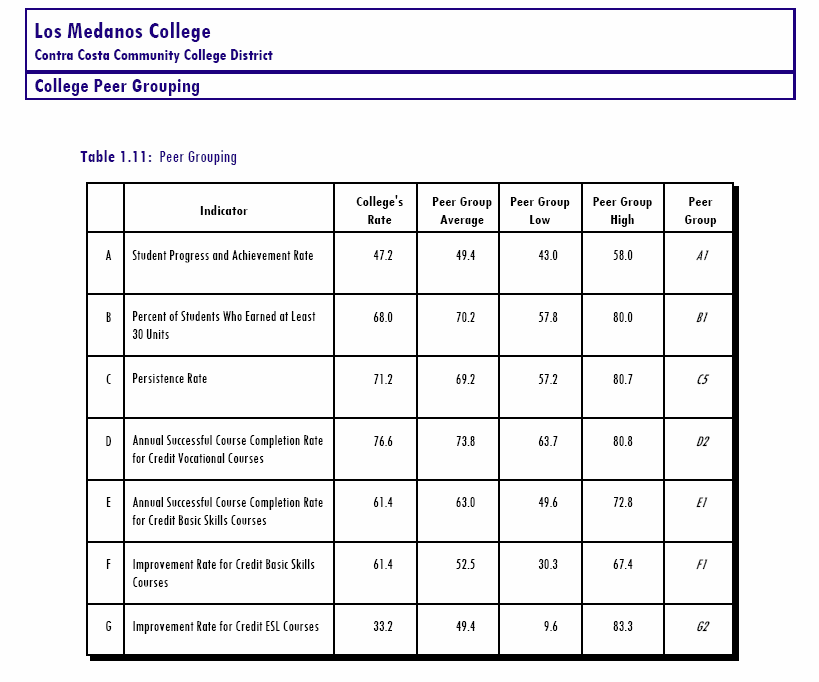 Los Medanos College
Contra Costa Community College District
College Peer Grouping
Table 1.11: Peer Grouping
Indicator College's Rate Peer Group Average Peer Group Low Peer Group High Peer Group
A Student Progress and Achievement Rate 47.2 49.4 43.0 58.0 A1
B Percent of Students Who Earned at Least 68.0 70.2 57.8 80.0 B1
30 Units
C Persistence Rate 71.2 69.2 57.2 80.7 C5
D Annual Successful Course Completion Rate 76.6 73.8 63.7 80.8 D2
for Credit Vocational Courses
E Annual Successful Course Completion Rate 61.4 63.0 49.6 72.8 E1
for Credit Basic Skills Courses
F Improvement Rate for Credit Basic Skills 61.4 52.5 30.3 67.4 F1
Courses
G Improvement Rate for Credit ESL Courses 33.2 49.4 9.6 83.3 G2